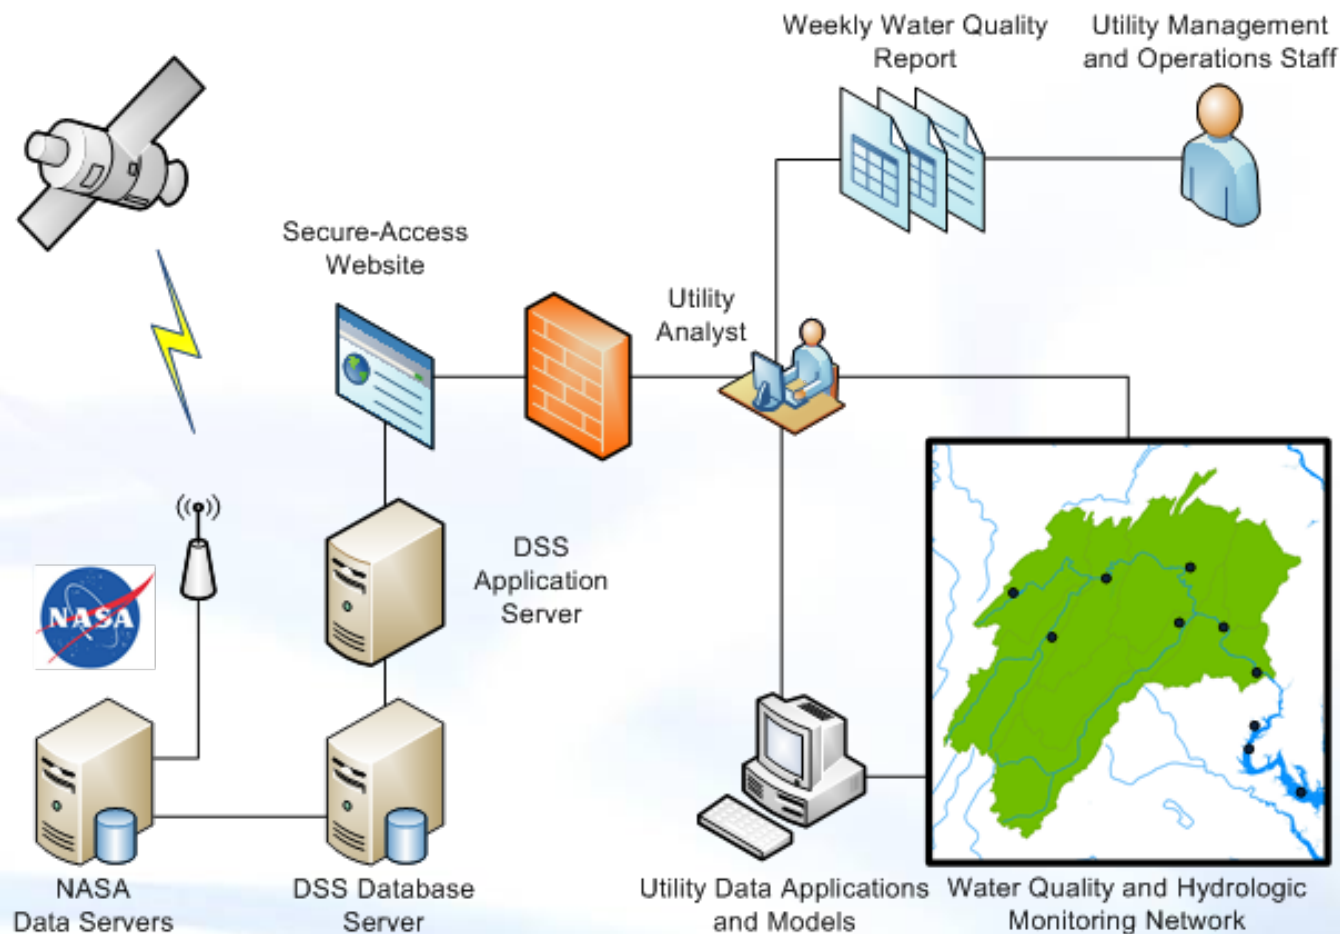 Weekly Water Quality
Report
Utility Management
and Operations Staff
Secure-Access
Website
Utility
Analyst
DSS
Application
Server
NASA
NASA
Data Servers
DSS Database
Server
Utility Data Applications
and Models
Water Quality and Hydrologic
Monitoring Network